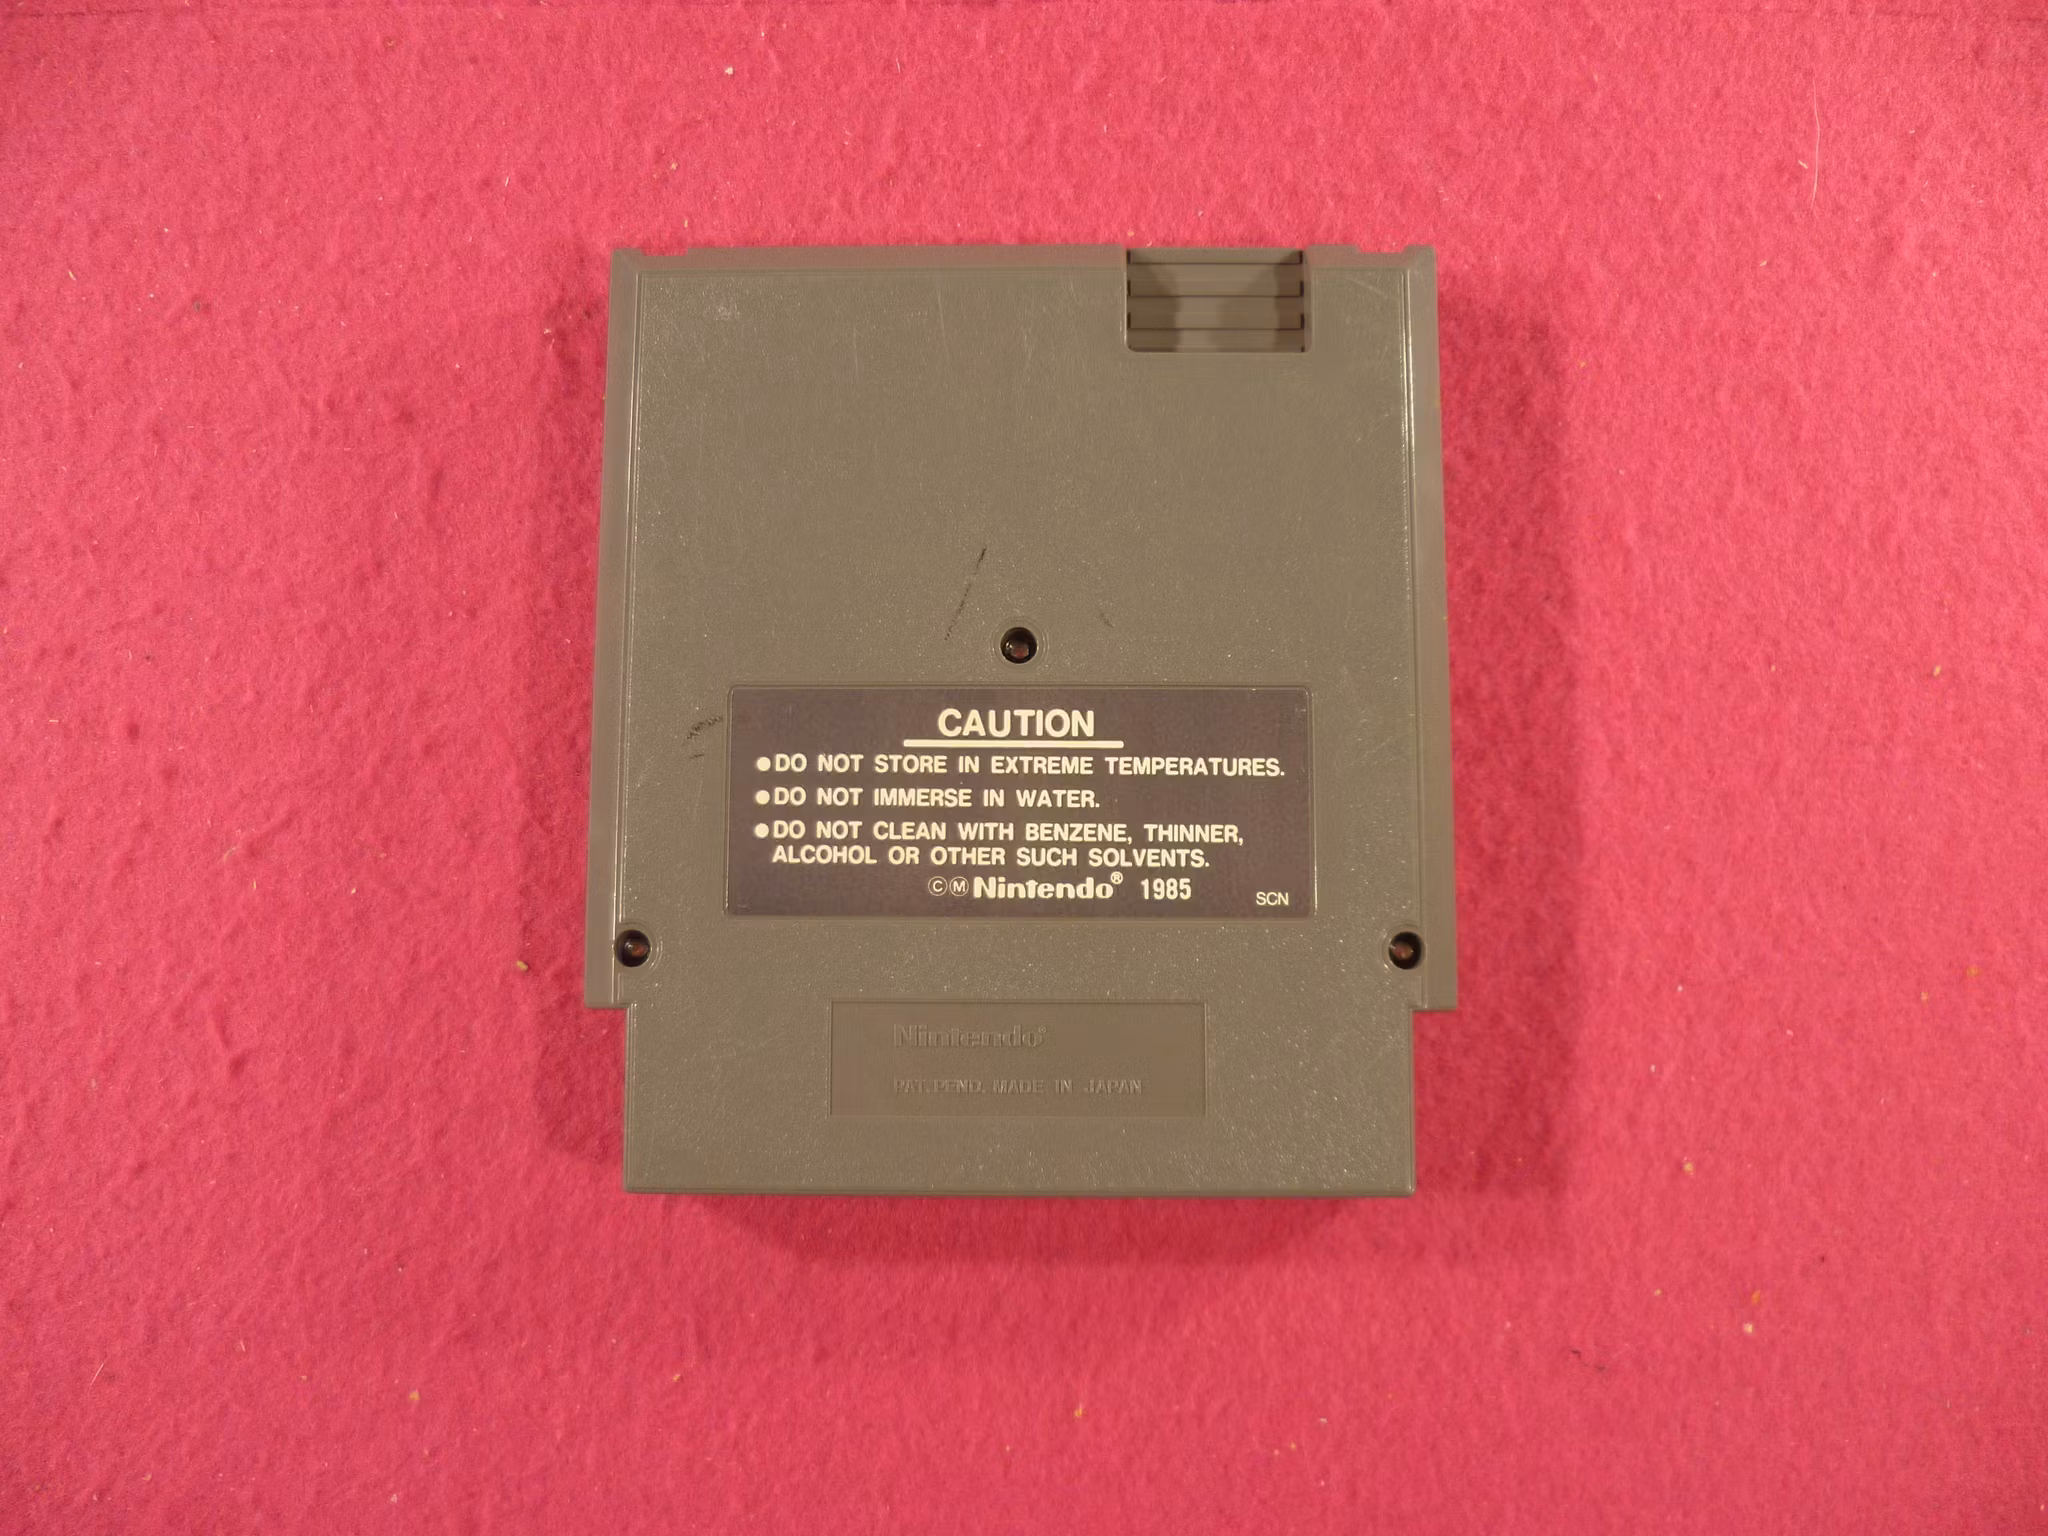 CAUTION
●DO NOT STORE IN EXTREME TEMPERATURES.
●DO NOT IMMERSE IN WATER.
●DO NOT CLEAN WITH BENZENE, THINNER,
ALCOHOL OR OTHER SUCH SOLVENTS.
ⒸⓂNintendo® 1985
SCN
Nintendo®
PAT.PEND. MADE IN JAPAN